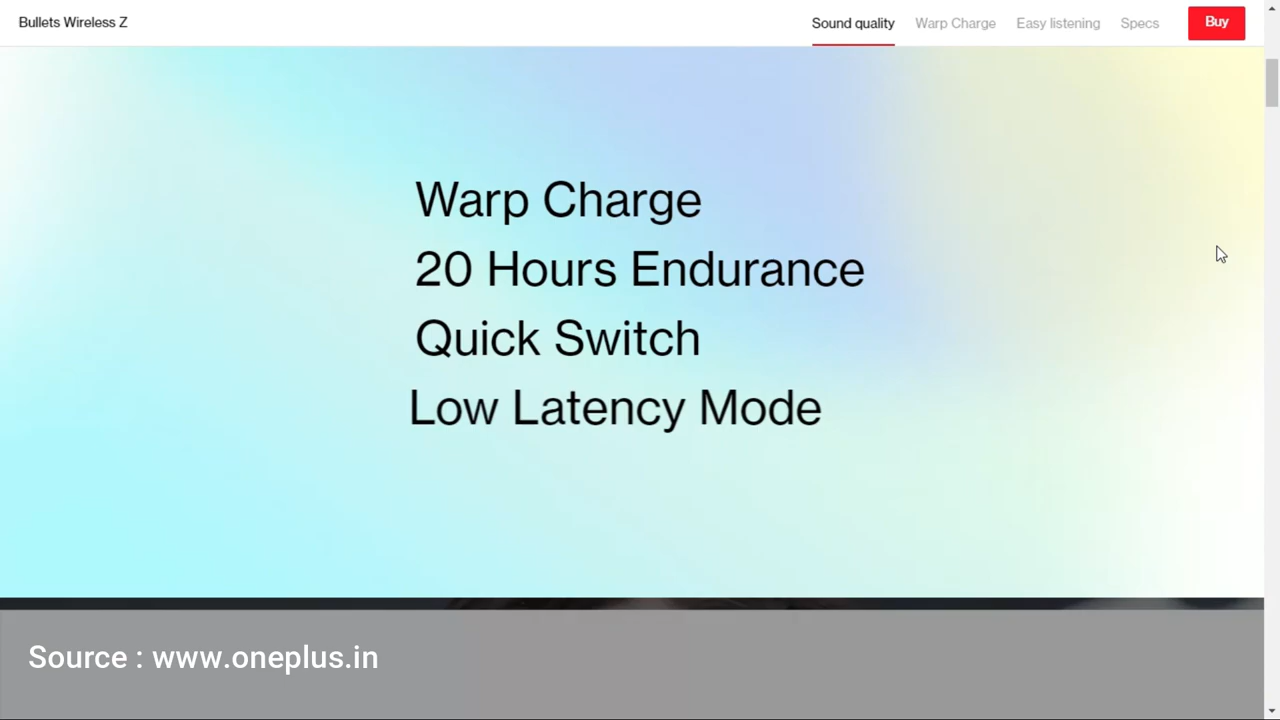 Bullets Wireless Z
Sound quality Warp Charge Easy listening Specs Buy
Warp Charge
20 Hours Endurance
Quick Switch
Low Latency Mode
Source : www.oneplus.in